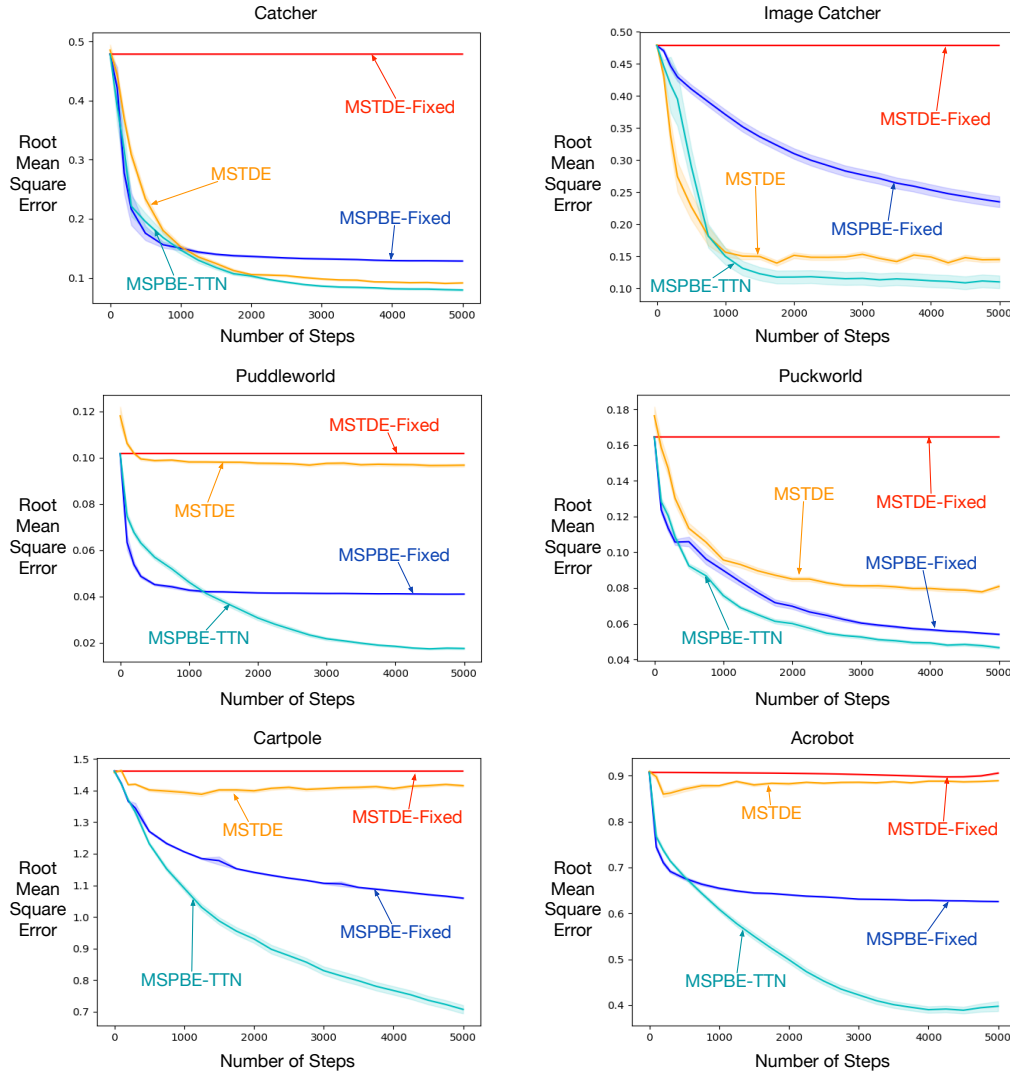 Catcher
0.5
0.4
0.3
0.2
0.1
Root
Mean
Square
Error
MSTDE-Fixed
MSTDE
MSPBE-Fixed
MSPBE-TTN
0
1000
2000
3000
4000
5000
Number of Steps
Image Catcher
0.50
0.45
0.40
0.35
0.30
0.25
0.20
0.15
0.10
Root
Mean
Square
Error
MSTDE-Fixed
MSTDE
MSPBE-Fixed
MSPBE-TTN
0
1000
2000
3000
4000
5000
Number of Steps
Puddleworld
0.12
0.10
0.08
0.06
0.04
0.02
Root
Mean
Square
Error
MSTDE-Fixed
MSTDE
MSPBE-Fixed
MSPBE-TTN
0
1000
2000
3000
4000
5000
Number of Steps
Puckworld
0.18
0.16
0.14
0.12
0.10
0.08
0.06
0.04
Root
Mean
Square
Error
MSTDE-Fixed
MSTDE
MSPBE-Fixed
MSPBE-TTN
0
1000
2000
3000
4000
5000
Number of Steps
Cartpole
1.5
1.4
1.3
1.2
1.1
1.0
0.9
0.8
0.7
Root
Mean
Square
Error
MSTDE-Fixed
MSTDE
MSPBE-Fixed
MSPBE-TTN
0
1000
2000
3000
4000
5000
Number of Steps
Acrobot
0.9
0.8
0.7
0.6
0.5
0.4
Root
Mean
Square
Error
MSTDE
MSTDE-Fixed
MSPBE-Fixed
MSPBE-TTN
0
1000
2000
3000
4000
5000
Number of Steps